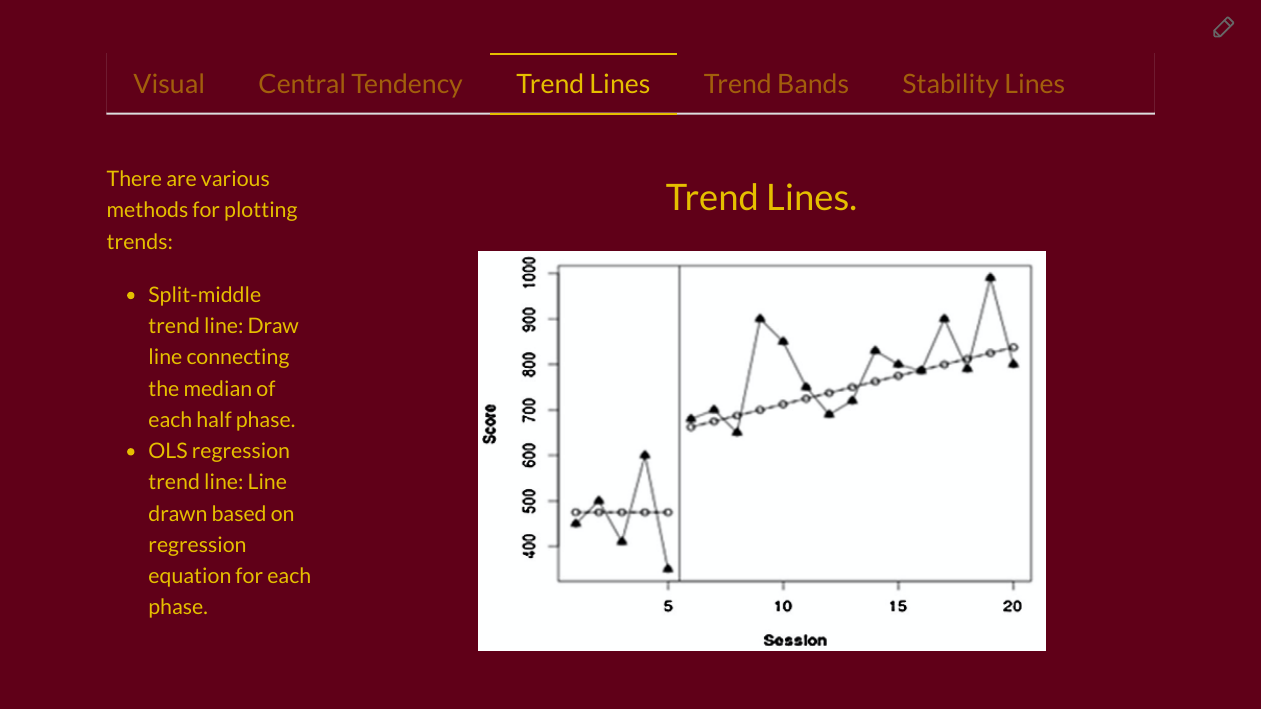 Visual Central Tendency Trend Lines Trend Bands Stability Lines
There are various
methods for plotting
trends:
• Split-middle
trend line: Draw
line connecting
the median of
each half phase.
• OLS regression
trend line: Line
drawn based on
regression
equation for each
phase.
Trend Lines.
1000
900
800
700
600
500
400
Score
5 10 15 20
Session